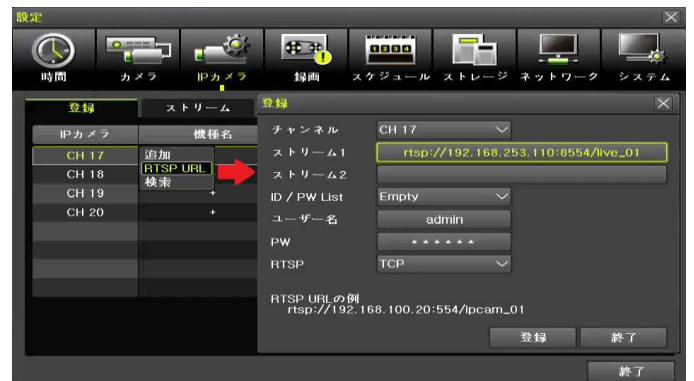 設定
時間 カメラ IPカメラ 録画 スケジュール ストレージ ネットワーク システム
登録 ストリーム
IPカメラ 機種名
CH 17
CH 18
CH 19 +
CH 20 +
追加
RTSP URL
検索
登録
チャンネル CH 17
ストリーム1 rtsp://192.168.253.110:8554/live_01
ストリーム2
ID / PW List Empty
ユーザー名 admin
PW ******
RTSP TCP
RTSP URLの例
rtsp://192.168.100.20:554/ipcam_01
登録 終了
終了